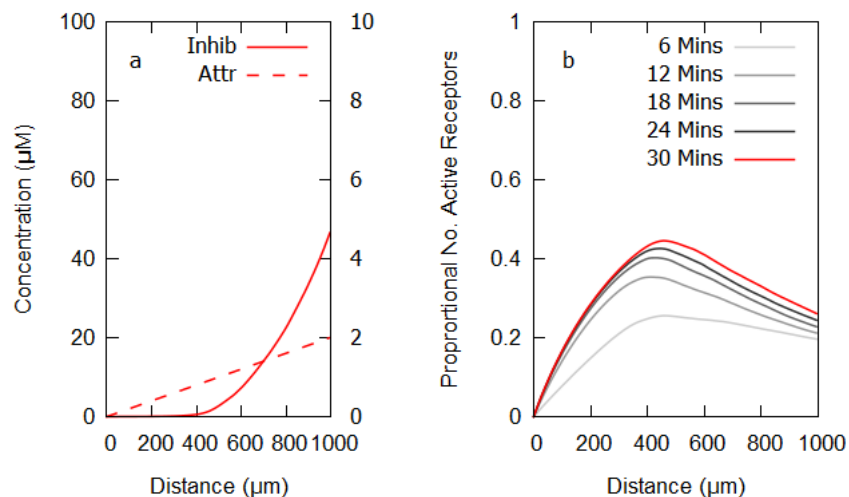 a
Inhib
Attr
100
80
60
40
20
0
10
8
6
4
2
0
0 200 400 600 800 1000
Concentration (µM)
Distance (µm)
b
6 Mins
12 Mins
18 Mins
24 Mins
30 Mins
1
0.8
0.6
0.4
0.2
0
0 200 400 600 800 1000
Proprortional No. Active Receptors
Distance (µm)